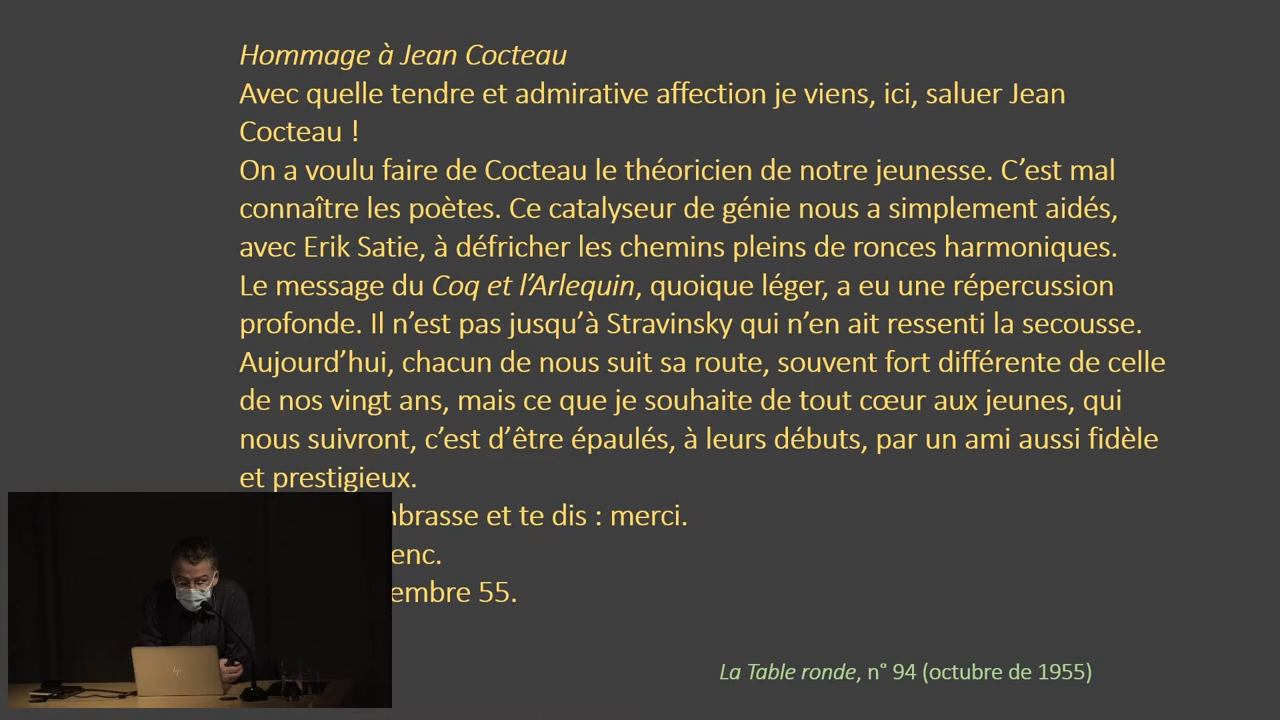 Hommage à Jean Cocteau
Avec quelle tendre et admirative affection je viens, ici, saluer Jean
Cocteau !
On a voulu faire de Cocteau le théoricien de notre jeunesse. C’est mal
connaître les poètes. Ce catalyseur de génie nous a simplement aidés,
avec Erik Satie, à défricher les chemins pleins de ronces harmoniques.
Le message du Coq et l’Arlequin, quoique léger, a eu une répercussion
profonde. Il n’est pas jusqu’à Stravinsky qui n’en ait ressenti la secousse.
Aujourd’hui, chacun de nous suit sa route, souvent fort différente de celle
de nos vingt ans, mais ce que je souhaite de tout cœur aux jeunes, qui
nous suivront, c’est d’être épaulés, à leurs débuts, par un ami aussi fidèle
et prestigieux.
mbrasse et te dis : merci.
enc.
embre 55.
hp
La Table ronde, n° 94 (octubre de 1955)